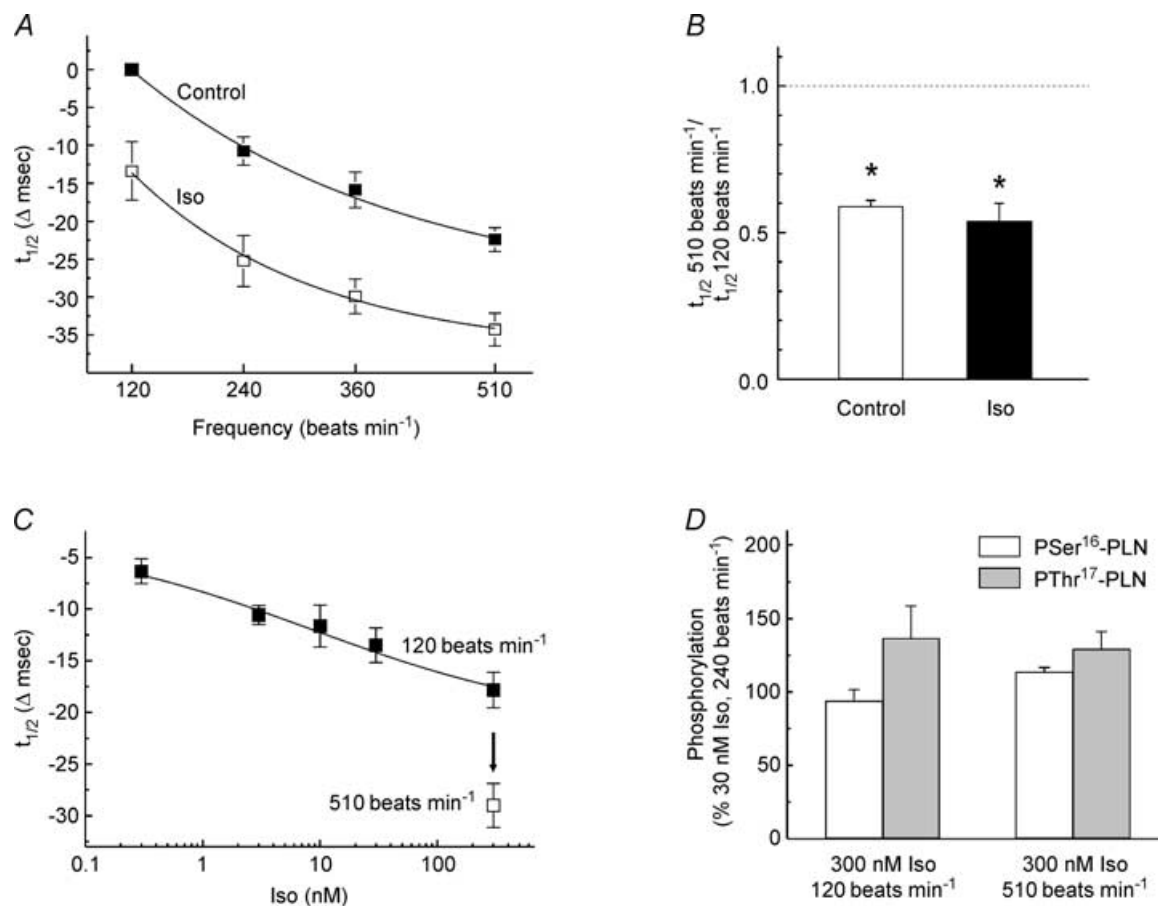 A
0
-5
-10
-15
-20
-25
-30
-35
t1/2 (Δ msec)
Control
Iso
120 240 360 510
Frequency (beats min-1)
B
1.0
0.5
0.0
t1/2 510 beats min-1/
t1/2 120 beats min-1
* *
Control Iso
C
-5
-10
-15
-20
-25
-30
t1/2 (Δ msec)
120 beats min-1
510 beats min-1
0.1 1 10 100
Iso (nM)
D
200
150
100
50
0
Phosphorylation
(% 30 nM Iso, 240 beats min-1)
PSer16-PLN
PThr17-PLN
300 nM Iso 300 nM Iso
120 beats min-1 510 beats min-1